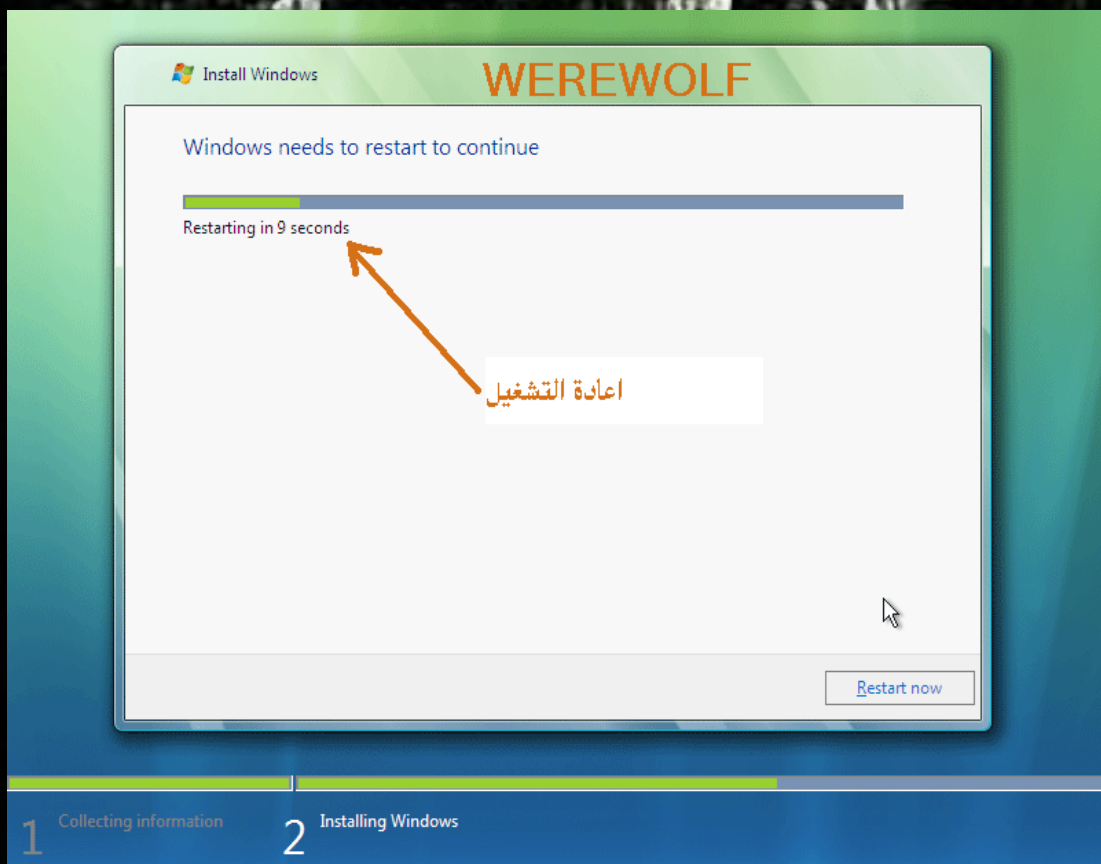 Install Windows
WEREWOLF
Windows needs to restart to continue
Restarting in 9 seconds
اعادة التشغيل
Restart now
1 Collecting information
2 Installing Windows